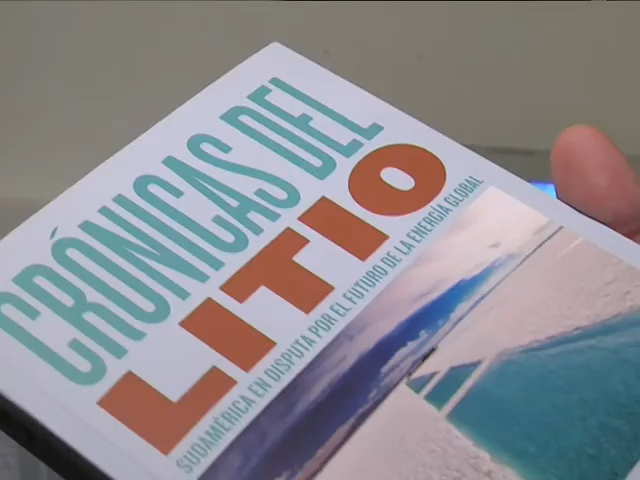 CRÓNICAS DEL
LITIO
SUDAMÉRICA EN DISPUTA POR EL FUTURO DE LA ENERGÍA GLOBAL